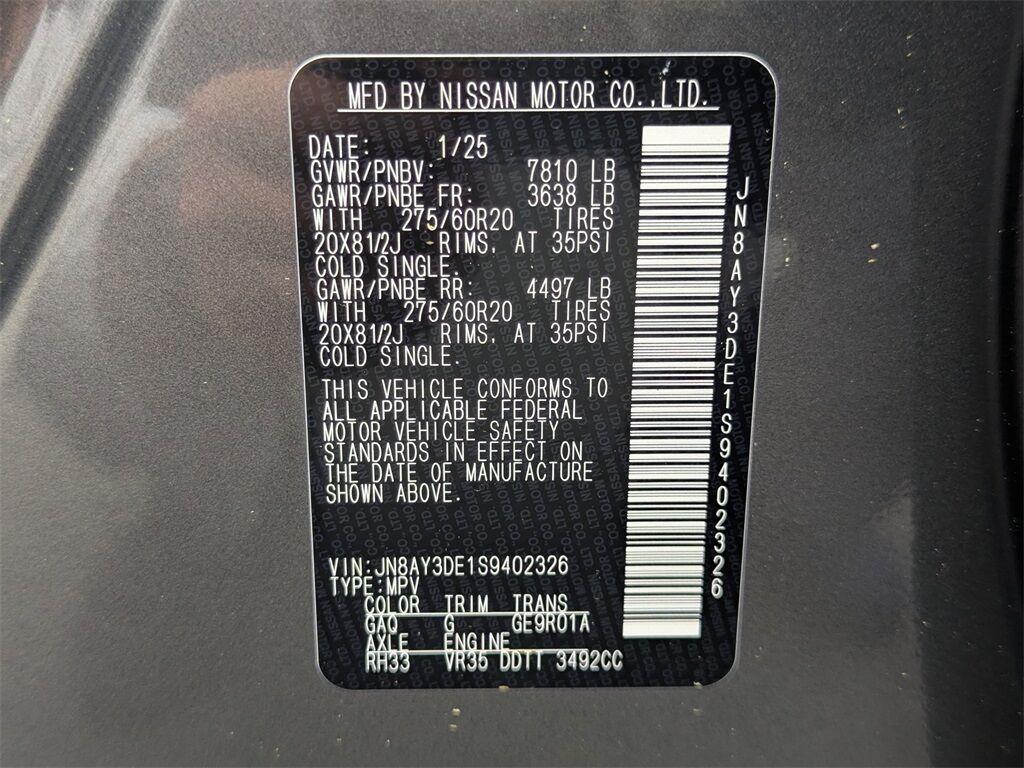 MFD BY NISSAN MOTOR CO.,LTD.
DATE: 1/25
GVWR/PNBV: 7810 LB
GAWR/PNBE FR: 3638 LB
WITH 275/60R20 TIRES
20X81/2J RIMS, AT 35PSI
COLD SINGLE.
GAWR/PNBE RR: 4497 LB
WITH 275/60R20 TIRES
20X81/2J RIMS, AT 35PSI
COLD SINGLE.
THIS VEHICLE CONFORMS TO
ALL APPLICABLE FEDERAL
MOTOR VEHICLE SAFETY
STANDARDS IN EFFECT ON
THE DATE OF MANUFACTURE
SHOWN ABOVE.
VIN:JN8AY3DE1S9402326
TYPE:MPV
COLOR TRIM TRANS
GAQ G GE9R01A
AXLE ENGINE
RH33 VR35 DDTT 3492CC
JN8AY3DE1S9402326